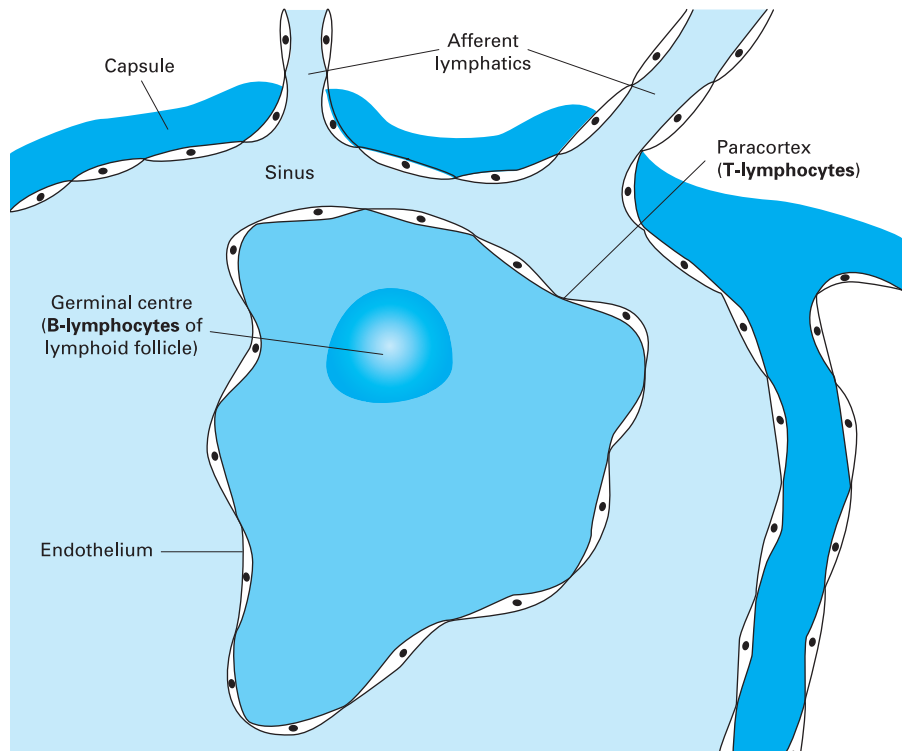 Afferent
lymphatics
Capsule
Paracortex
(T-lymphocytes)
Sinus
Germinal centre
(B-lymphocytes of
lymphoid follicle)
Endothelium